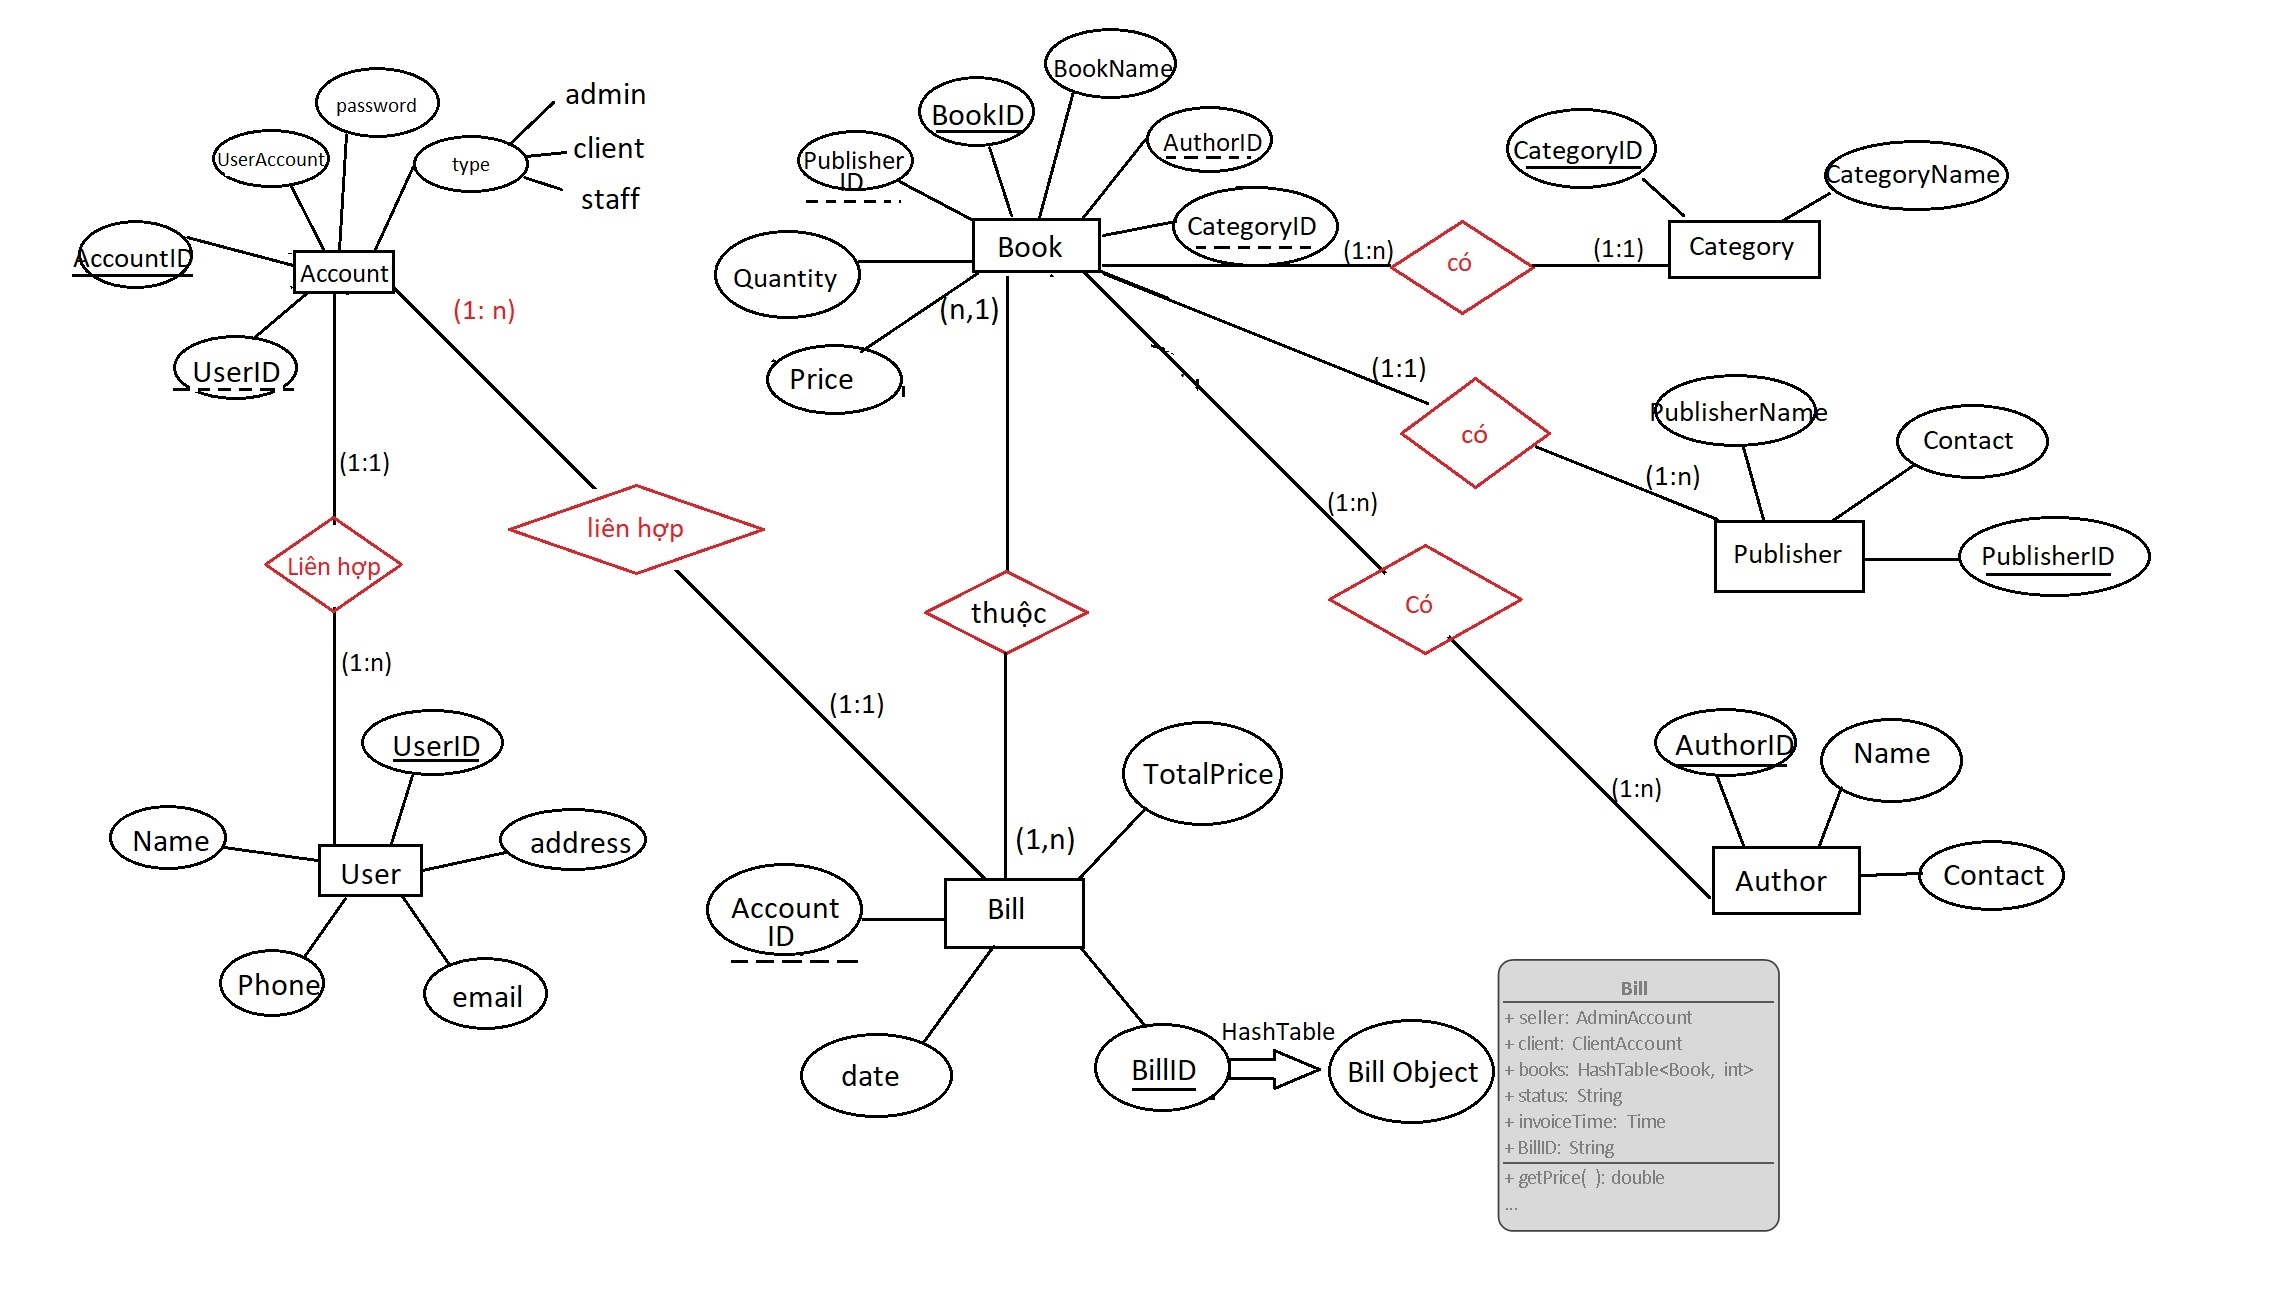 BookName
password
admin
BookID
UserAccount
type
client
staff
Publisher
ID
AuthorID
CategoryID
CategoryName
AccountID
Account
CategoryID
Book
(1:n)
có
(1:1)
Category
Quantity
(1: n)
(n,1)
UserID
Price
(1:1)
có
PublisherName
Contact
(1:1)
(1:n)
(1:n)
liên hợp
Liên hợp
Publisher
PublisherID
thuộc
Có
(1:n)
(1:1)
UserID
TotalPrice
(1:n)
AuthorID
Name
Name
address
(1,n)
User
Account
ID
Bill
Author
Contact
Phone
email
date
BillID
HashTable
Bill Object
Bill
+ seller: AdminAccount
+ client: ClientAccount
+ books: HashTable<Book, int>
+ status: String
+ invoiceTime: Time
+ BillID: String
+ getPrice( ): double
...